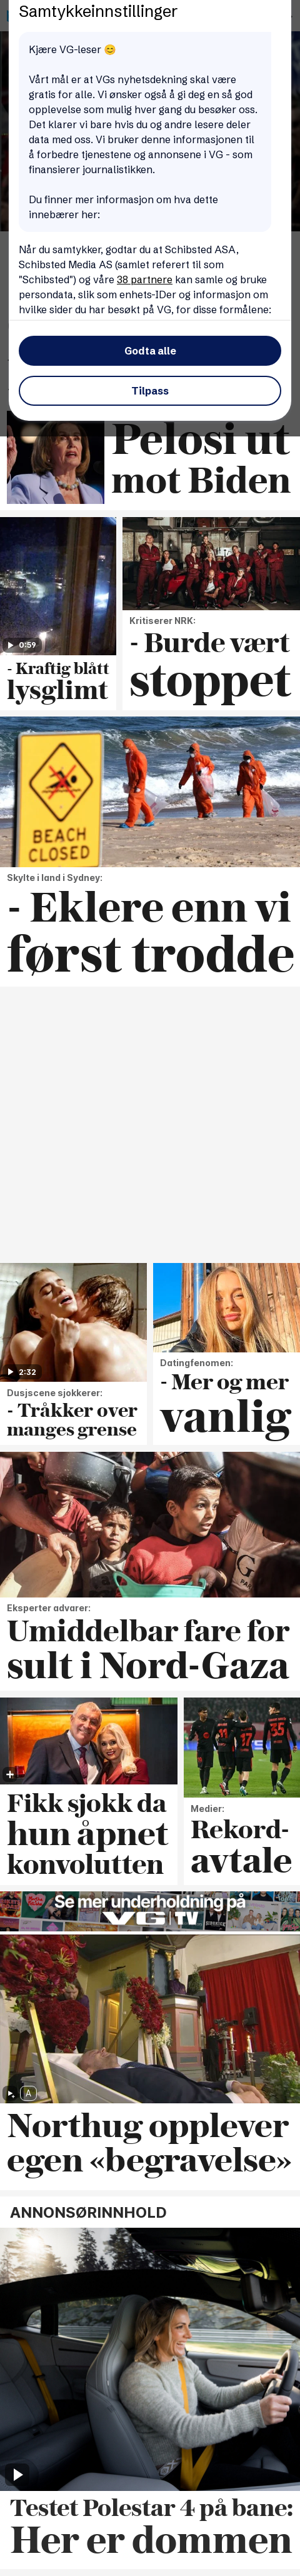 Samtykkeinnstillinger
Kjære VG-leser 😊
Vårt mål er at VGs nyhetsdekning skal være
gratis for alle. Vi ønsker også å gi deg en så god
opplevelse som mulig hver gang du besøker oss.
Det klarer vi bare hvis du og andre lesere deler
data med oss. Vi bruker denne informasjonen til
å forbedre tjenestene og annonsene i VG - som
finansierer journalistikken.
Du finner mer informasjon om hva dette
innebærer her:
Når du samtykker, godtar du at Schibsted ASA,
Schibsted Media AS (samlet referert til som
"Schibsted") og våre 38 partnere kan samle og bruke
persondata, slik som enhets-IDer og informasjon om
hvilke sider du har besøkt på VG, for disse formålene:
Godta alle
Tilpass
Pelosi ut
mot Biden
0:59
- Kraftig blått
lysglimt
Kritiserer NRK:
- Burde vært
stoppet
BEACH
CLOSED
Skylte i land i Sydney:
- Eklere enn vi
først trodde
2:32
Dusjscene sjokkerer:
- Tråkker over
manges grense
Datingfenomen:
- Mer og mer
vanlig
Eksperter advarer:
Umiddelbar fare for
sult i Nord-Gaza
Fikk sjokk da
hun åpnet
konvolutten
17
35
Medier:
Rekord-
avtale
Se mer underholdning på
VG TV
A
Northug opplever
egen «begravelse»
ANNONSØRINNHOLD
Testet Polestar 4 på bane:
Her er dommen